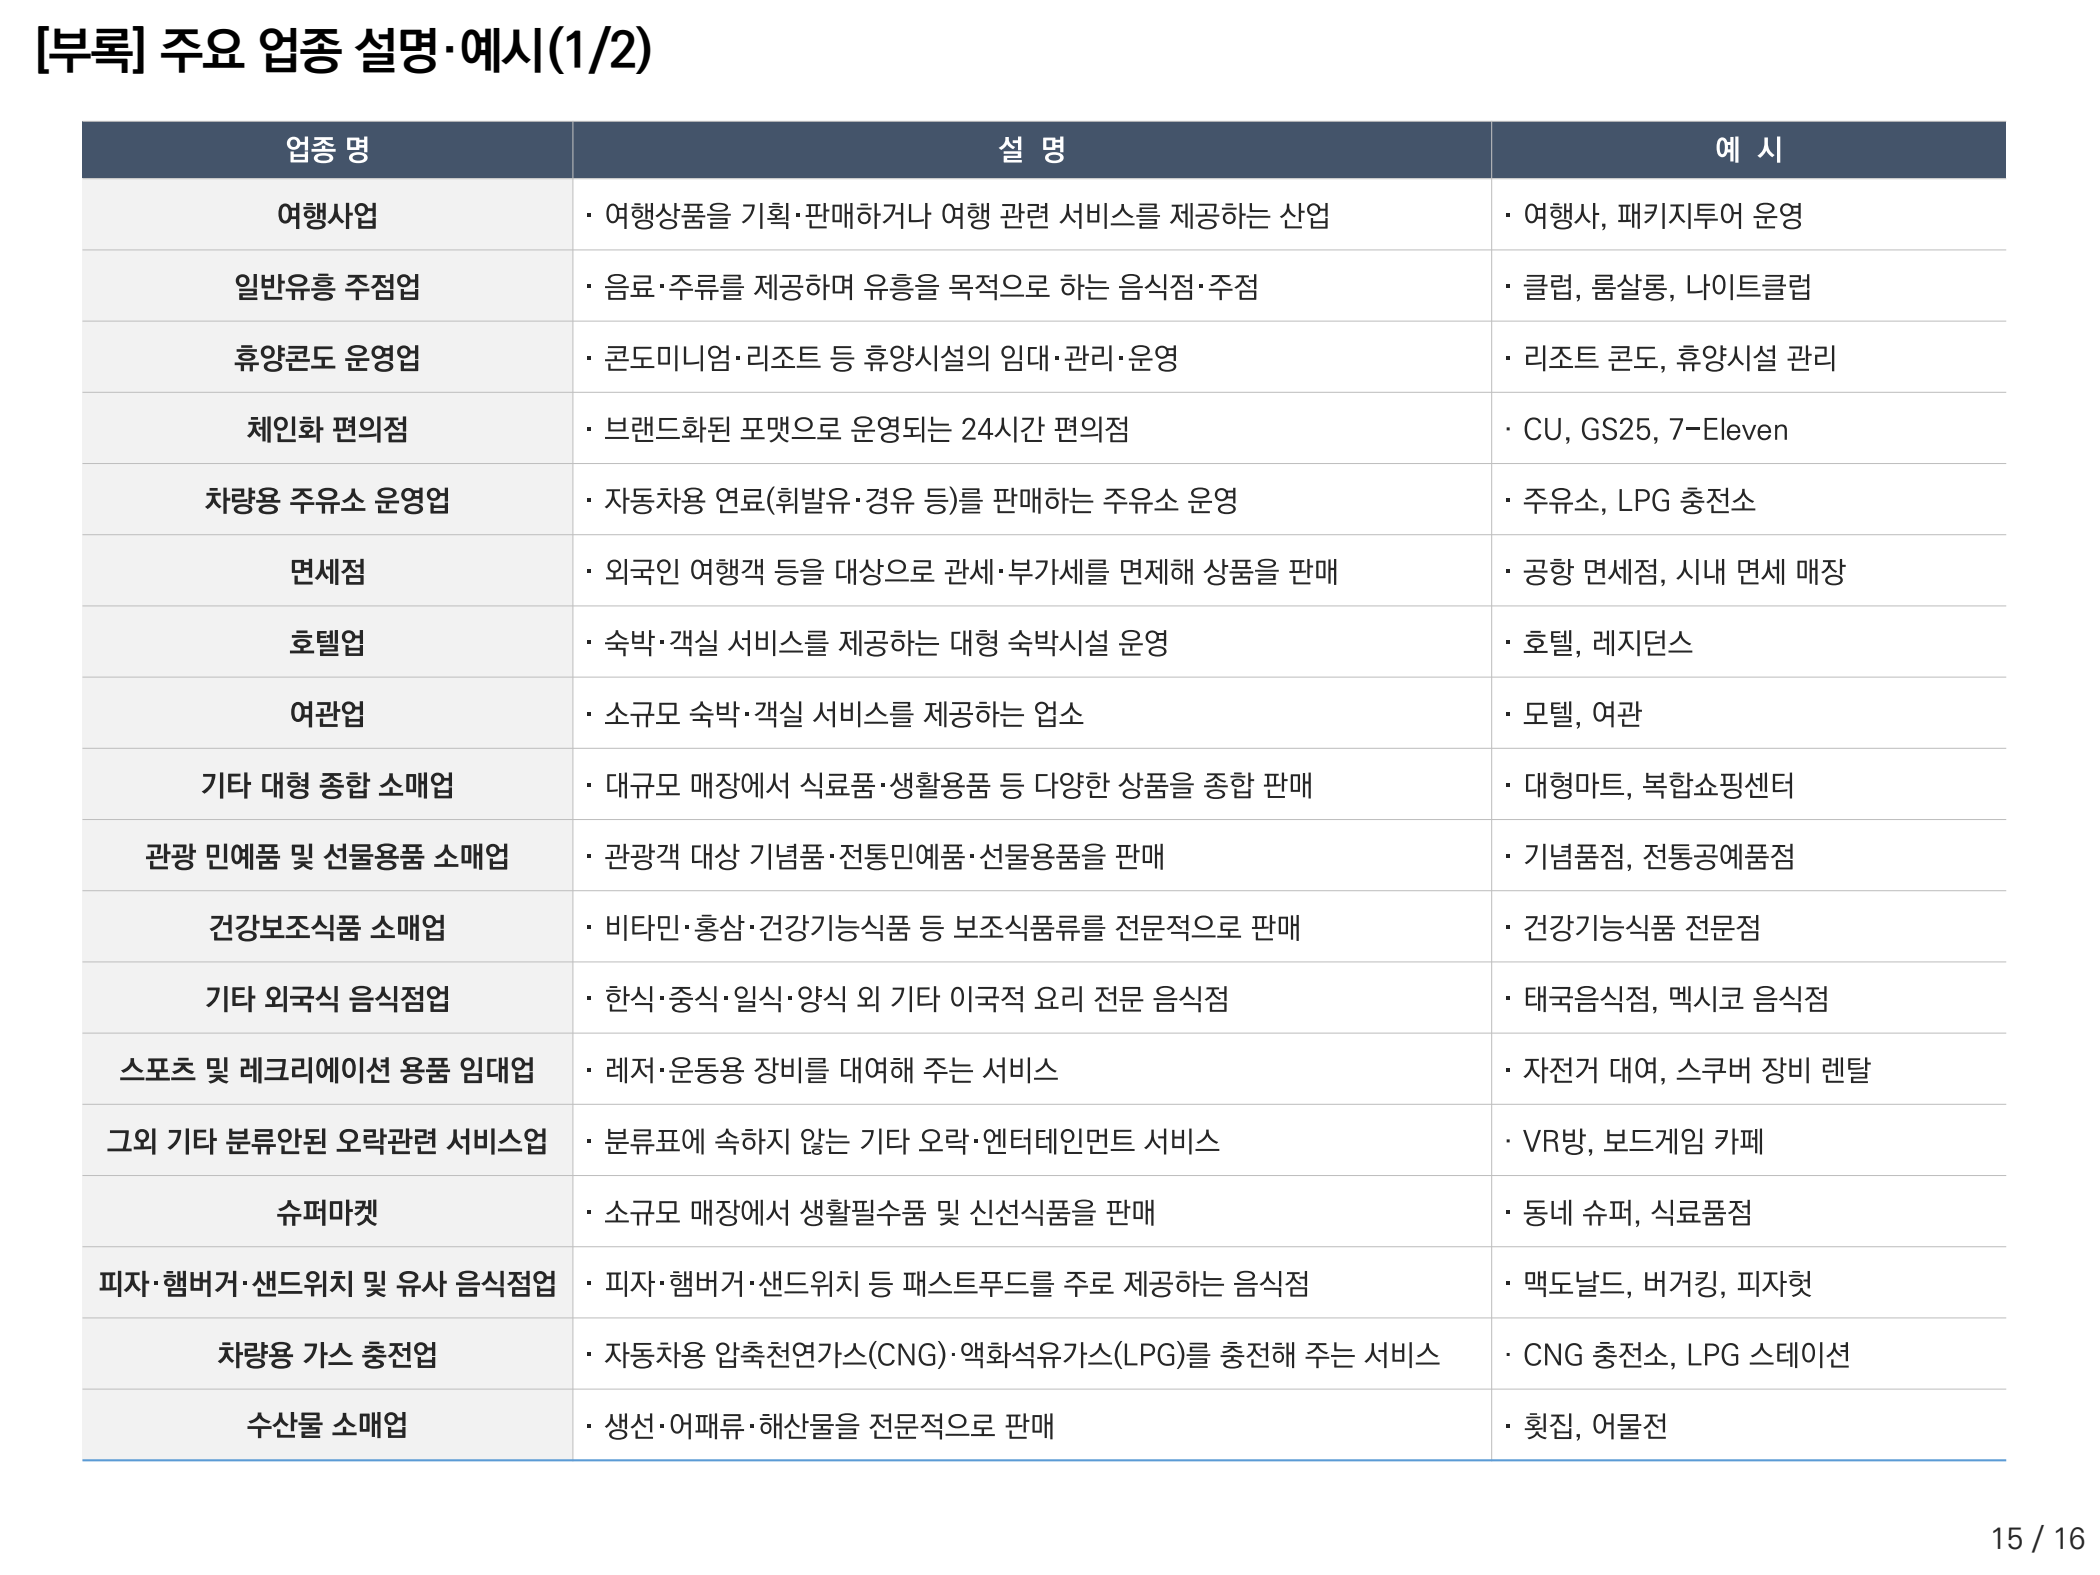 [부록] 주요 업종 설명·예시(1/2)
업종 명 설 명 예 시
여행사업 · 여행상품을 기획·판매하거나 여행 관련 서비스를 제공하는 산업 · 여행사, 패키지투어 운영
일반유흥 주점업 · 음료·주류를 제공하며 유흥을 목적으로 하는 음식점·주점 · 클럽, 룸살롱, 나이트클럽
휴양콘도 운영업 · 콘도미니엄·리조트 등 휴양시설의 임대·관리·운영 · 리조트 콘도, 휴양시설 관리
체인화 편의점 · 브랜드화된 포맷으로 운영되는 24시간 편의점 · CU, GS25, 7-Eleven
차량용 주유소 운영업 · 자동차용 연료(휘발유·경유 등)를 판매하는 주유소 운영 · 주유소, LPG 충전소
면세점 · 외국인 여행객 등을 대상으로 관세·부가세를 면제해 상품을 판매 · 공항 면세점, 시내 면세 매장
호텔업 · 숙박·객실 서비스를 제공하는 대형 숙박시설 운영 · 호텔, 레지던스
여관업 · 소규모 숙박·객실 서비스를 제공하는 업소 · 모텔, 여관
기타 대형 종합 소매업 · 대규모 매장에서 식료품·생활용품 등 다양한 상품을 종합 판매 · 대형마트, 복합쇼핑센터
관광 민예품 및 선물용품 소매업 · 관광객 대상 기념품·전통민예품·선물용품을 판매 · 기념품점, 전통공예품점
건강보조식품 소매업 · 비타민·홍삼·건강기능식품 등 보조식품류를 전문적으로 판매 · 건강기능식품 전문점
기타 외국식 음식점업 · 한식·중식·일식·양식 외 기타 이국적 요리 전문 음식점 · 태국음식점, 멕시코 음식점
스포츠 및 레크리에이션 용품 임대업 · 레저·운동용 장비를 대여해 주는 서비스 · 자전거 대여, 스쿠버 장비 렌탈
그외 기타 분류안된 오락관련 서비스업 · 분류표에 속하지 않는 기타 오락·엔터테인먼트 서비스 · VR방, 보드게임 카페
슈퍼마켓 · 소규모 매장에서 생활필수품 및 신선식품을 판매 · 동네 슈퍼, 식료품점
피자·햄버거·샌드위치 및 유사 음식점업 · 피자·햄버거·샌드위치 등 패스트푸드를 주로 제공하는 음식점 · 맥도날드, 버거킹, 피자헛
차량용 가스 충전업 · 자동차용 압축천연가스(CNG)·액화석유가스(LPG)를 충전해 주는 서비스 · CNG 충전소, LPG 스테이션
수산물 소매업 · 생선·어패류·해산물을 전문적으로 판매 · 횟집, 어물전
15 / 16